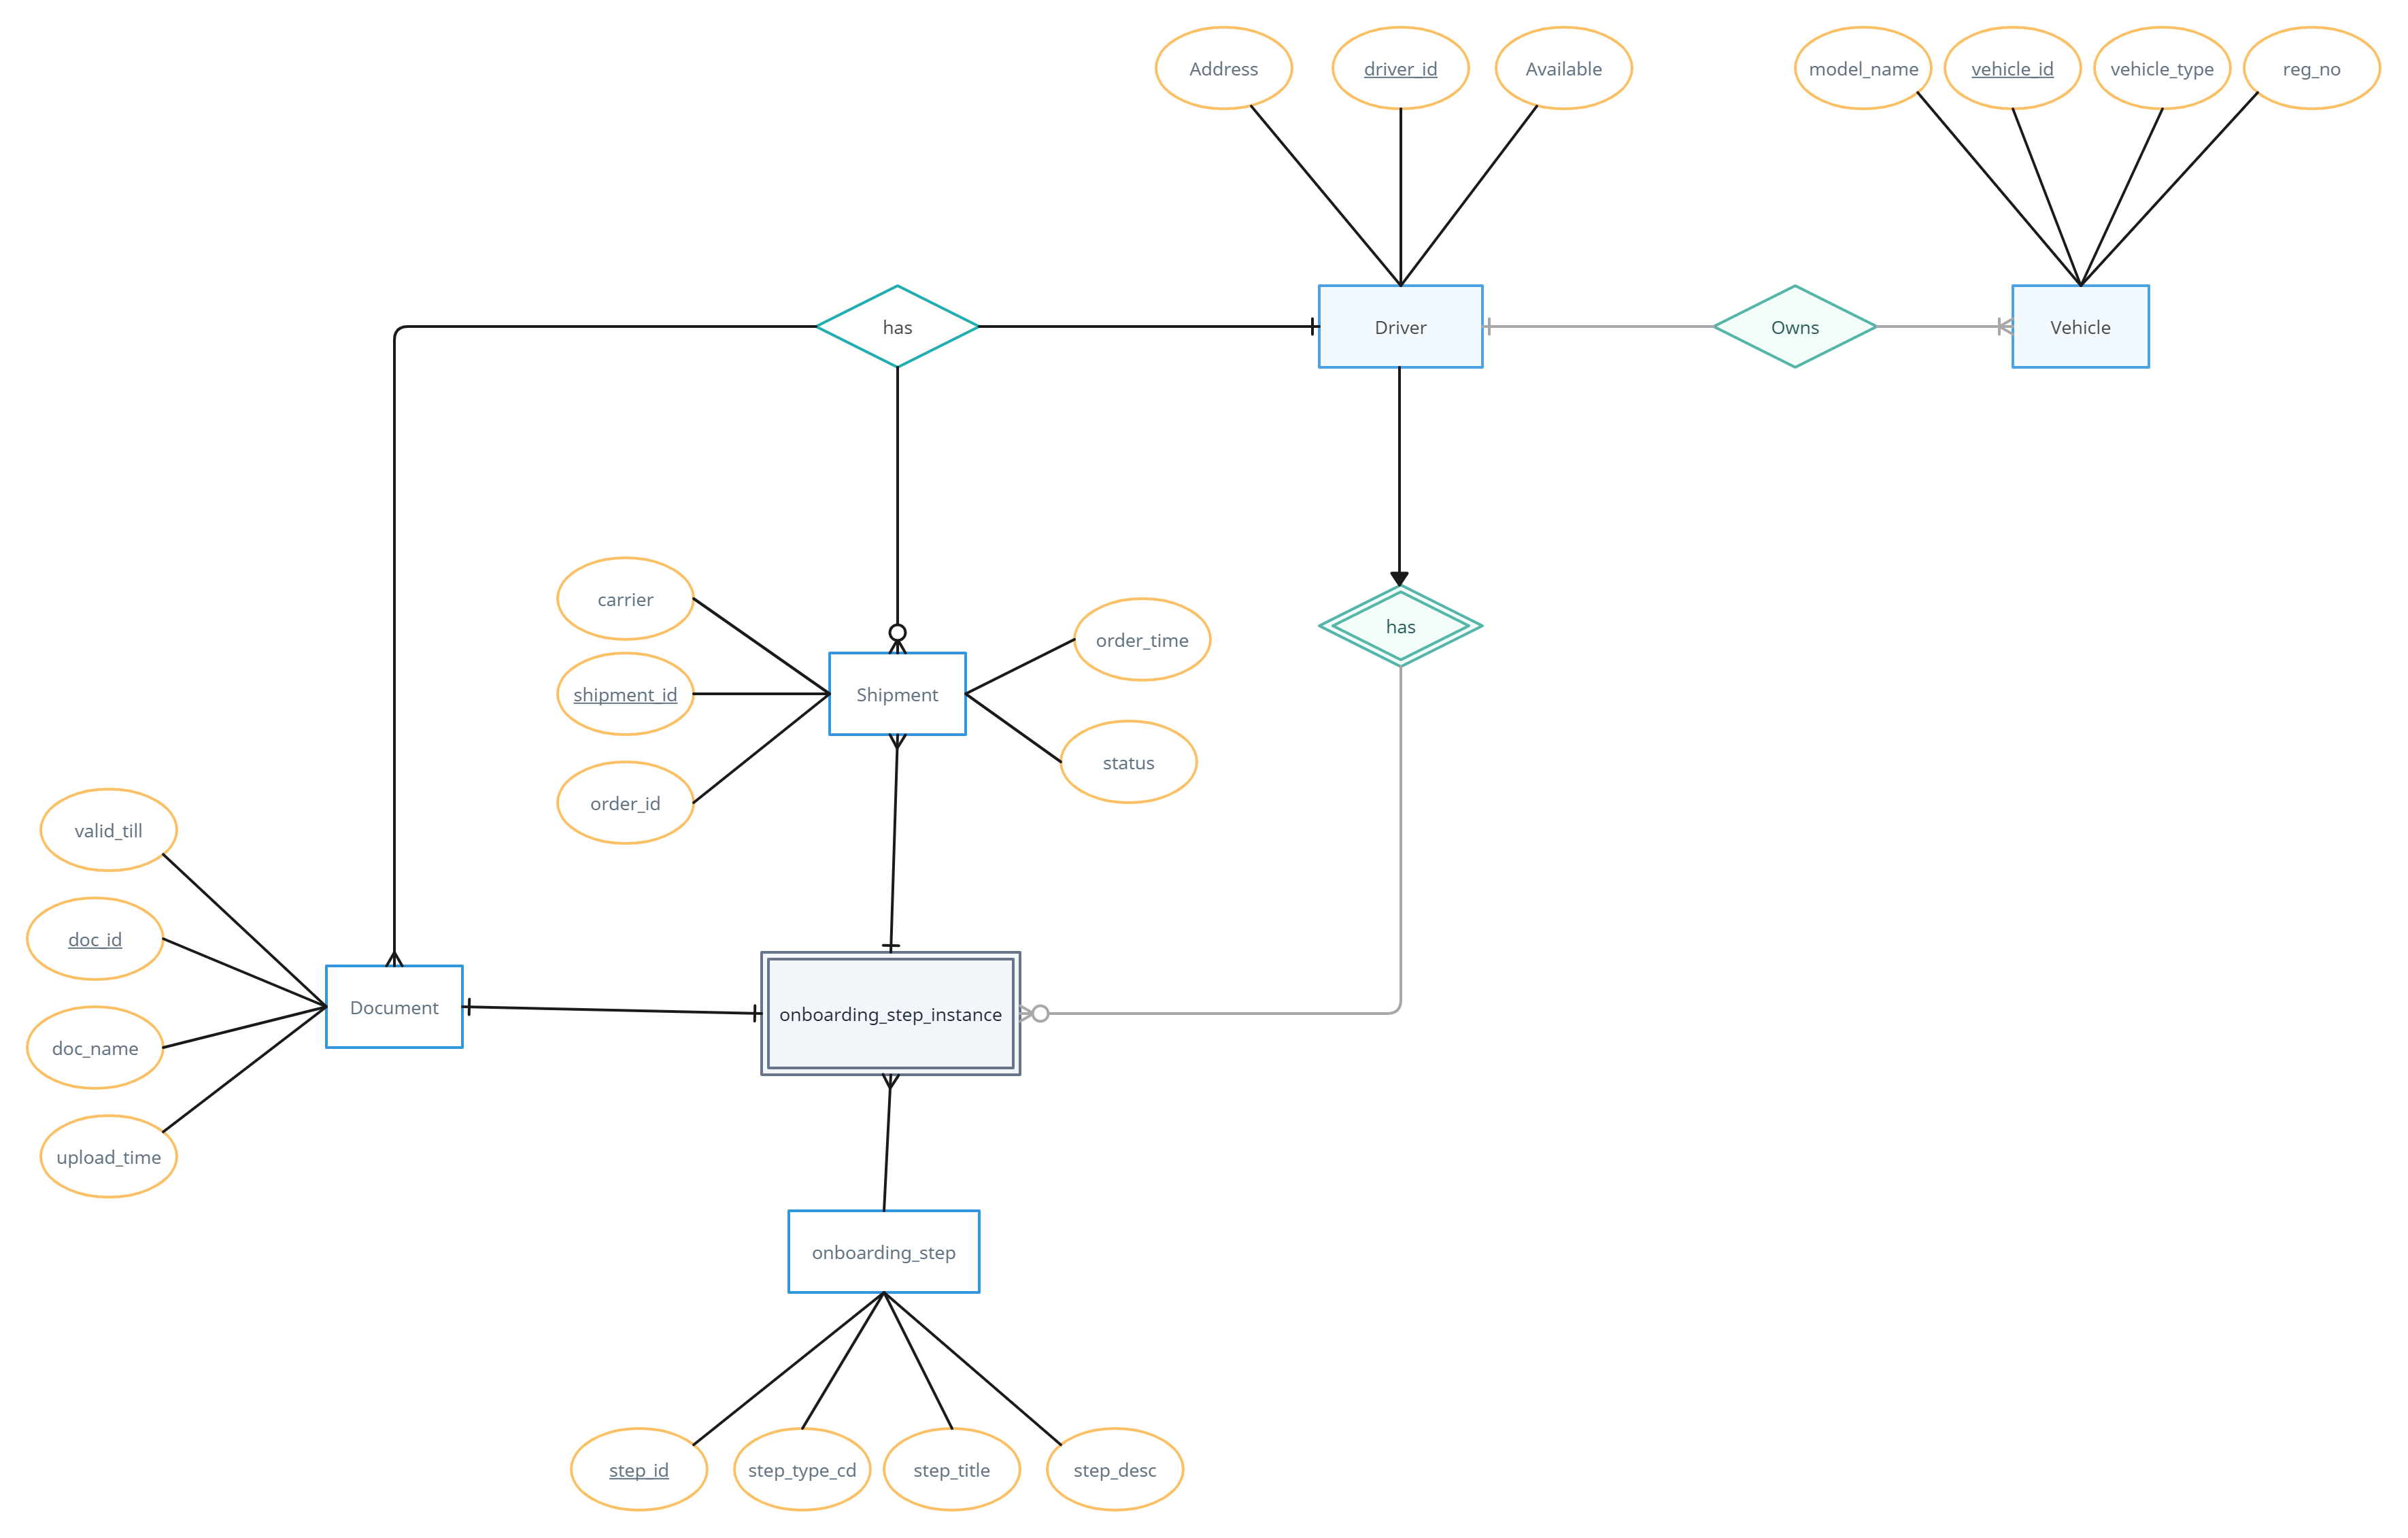 Address
driver_id
Available
model_name
vehicle_id
vehicle_type
reg_no
has
Driver
Owns
Vehicle
carrier
order_time
has
shipment_id
Shipment
status
order_id
valid_till
doc_id
Document
onboarding_step_instance
doc_name
upload_time
onboarding_step
step_id
step_type_cd
step_title
step_desc